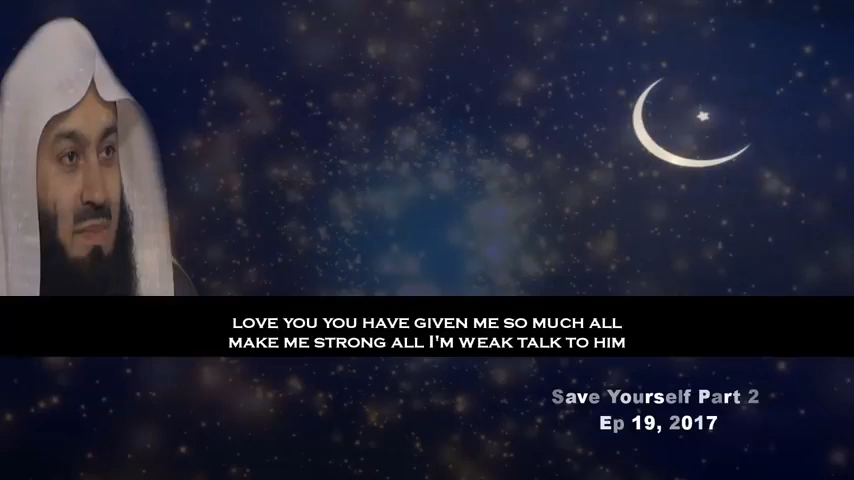 LOVE YOU YOU HAVE GIVEN ME SO MUCH ALL
MAKE ME STRONG ALL I'M WEAK TALK TO HIM
Save Yourself Part 2
Ep 19, 2017